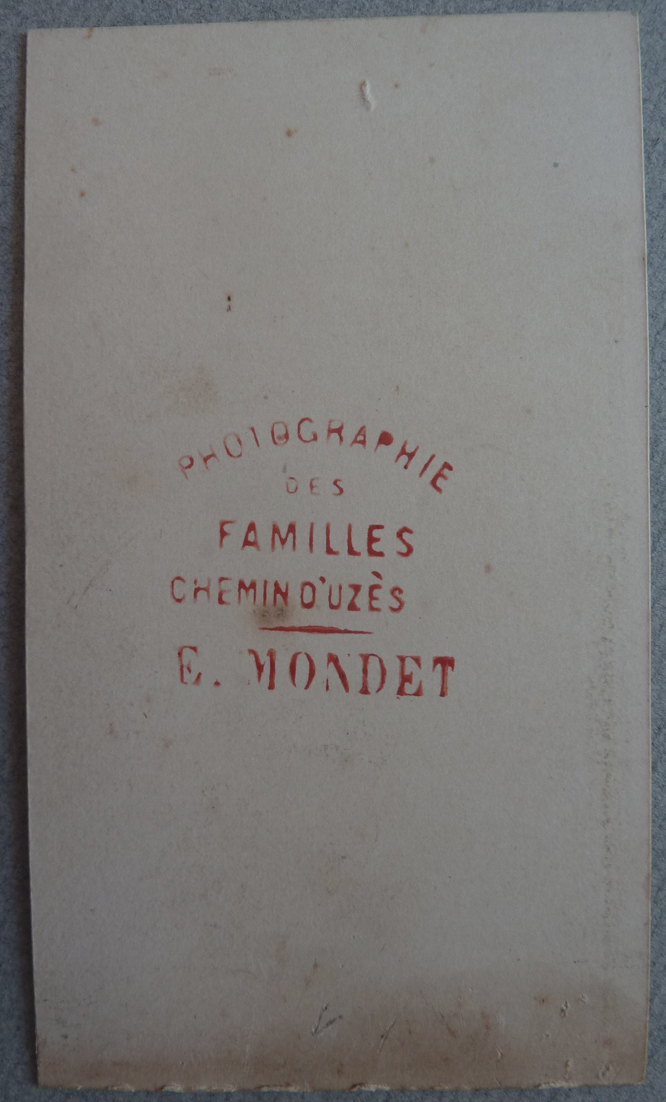 PHOTOGRAPHIE
DES
FAMILLES
CHEMIN D'UZÈS
E. MONDET